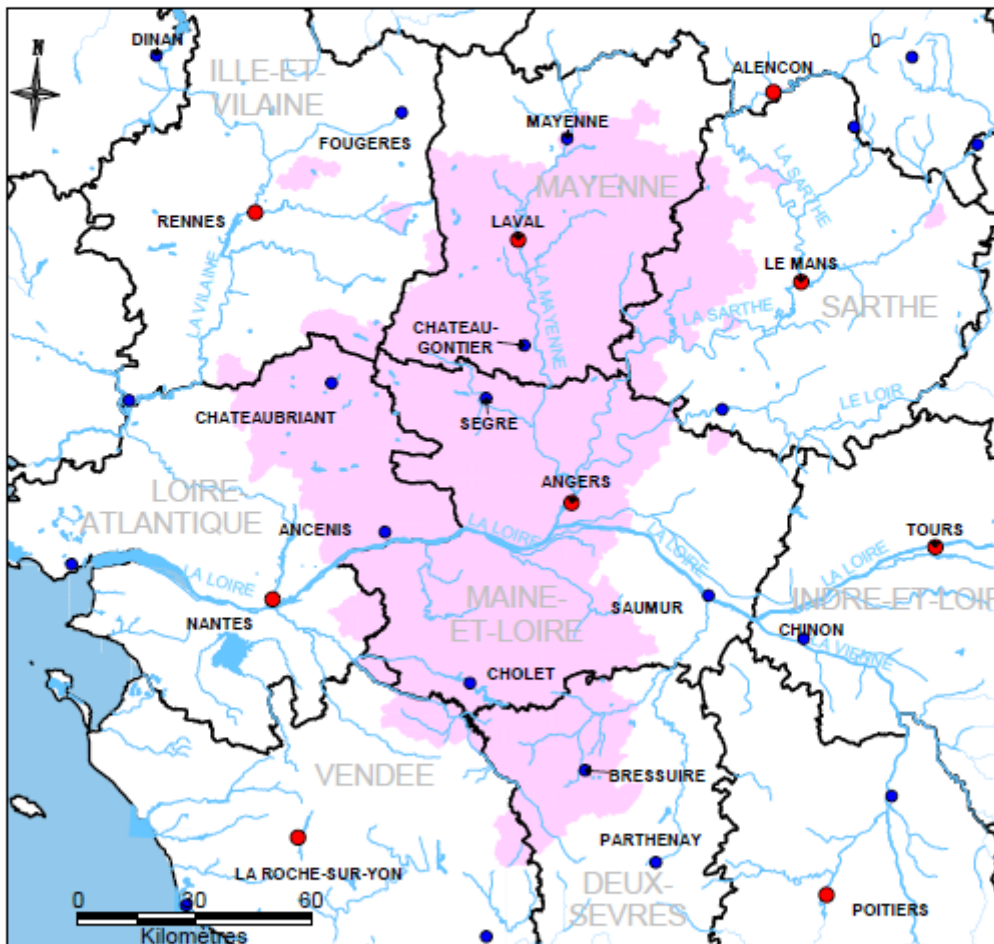 DINAN
0
N
ILLE-ET-
VILAINE
ALENCON
MAYENNE
FOUGERES
MAYENNE
LA SARTHE
RENNES
LAVAL
LA VILAINE
LA MAYENNE
LE MANS
LA SARTHE
SARTHE
CHATEAU-
GONTIER
CHATEAUBRIANT
SEGRE
LE LOIR
ANGERS
LOIRE-
ATLANTIQUE
ANCENIS
LA LOIRE
LA LOIRE
TOURS
LA LOIRE
LA LOIRE
MAINE-
ET-LOIRE
SAUMUR
INDRE-ET-LOIR
NANTES
CHINON
LA VIENNE
CHOLET
VENDEE
BRESSUIRE
PARTHENAY
LA ROCHE-SUR-YON
DEUX-
SEVRES
POITIERS
0 30 60
Kilomètres